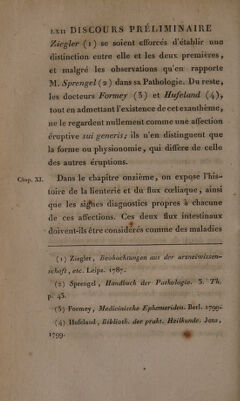 LXII DISCOURS PRÉLIMINAIRE
Ziegler (1) se soient efforcés d'établir une
distinction entre elle et les deux premières,
et malgré les observations qu'en rapporte
M. Sprengel (2) dans sa Pathologie. Du reste,
les docteurs Formey (3) et Hufeland (4),
tout en admettant l'existence de cet exanthème,
ne le regardent nullement comme une affection
éruptive sui generis; ils n'en distinguent que
la forme ou physionomie, qui diffère de celle
des autres éruptions.
Chap. XI. Dans le chapitre onzième, on expose l'his-
toire de la lienterie et du flux cœliaque, ainsi
que les signes diagnostics propres à chacune
de ces affections. Ces deux flux intestinaux
doivent-ils être considérés comme des maladies
(1) Ziegler, Beobachtungen aus der arzneiwissen-
schaft, etc. Leips. 1787.
(2) Sprengel, Handbuch der Pathologie. 3. Th.
p. 43.
(3) Formey, Medicinische Ephemeriden. Berl. 1799.
(4) Hufeland, Biblioth. der prakt. Heilkunde. Jena,
1799.